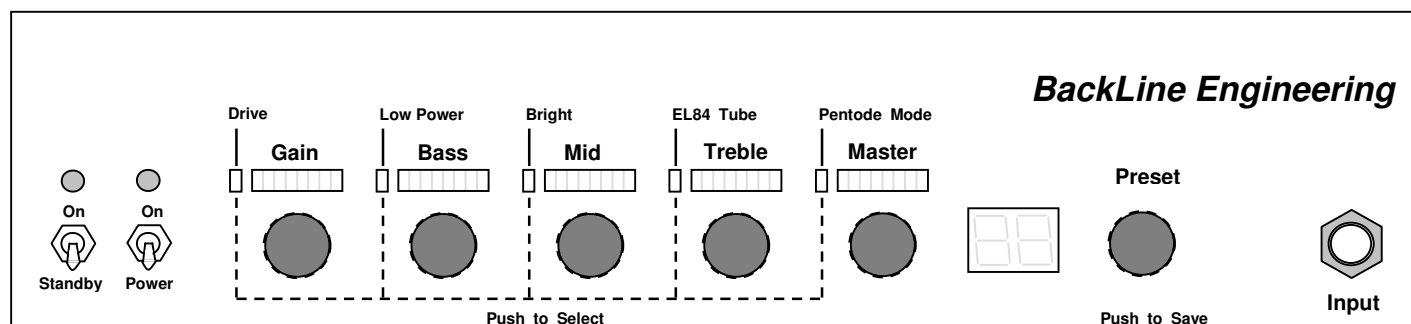 BackLine Engineering
Drive
Low Power
Bright
EL84 Tube
Pentode Mode
Gain
Bass
Mid
Treble
Master
Preset
On
On
Standby
Power
Input
Push to Select
Push to Save